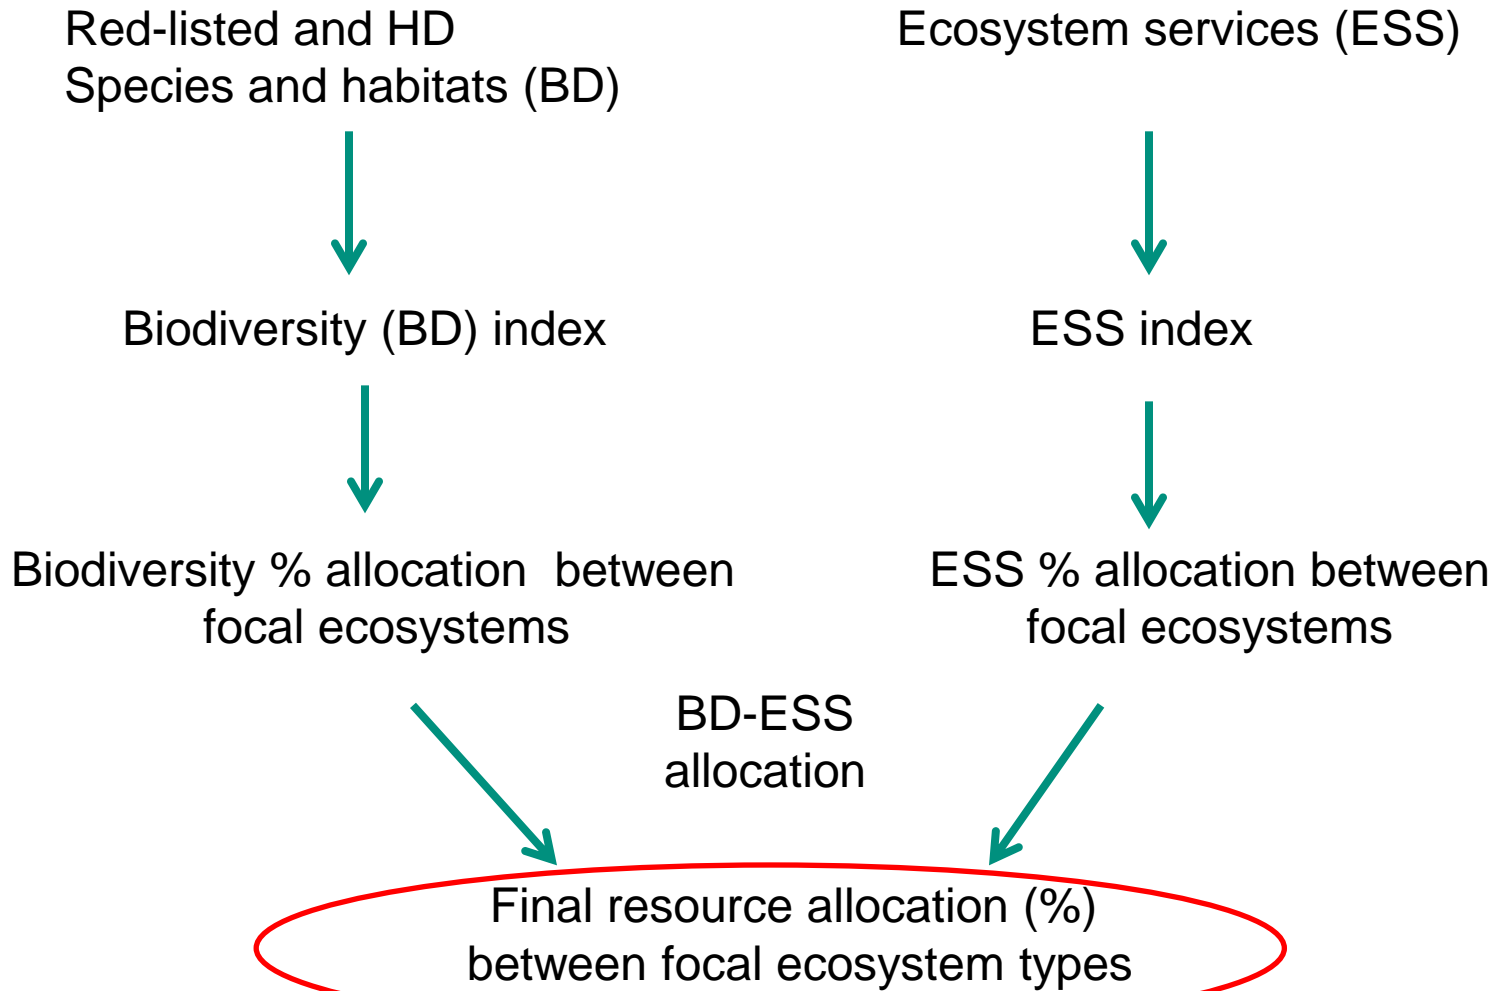 Red-listed and HD
Species and habitats (BD)
Ecosystem services (ESS)
Biodiversity (BD) index
ESS index
Biodiversity % allocation  between
focal ecosystems
ESS % allocation between
focal ecosystems
BD-ESS
allocation
Final resource allocation (%)
between focal ecosystem types